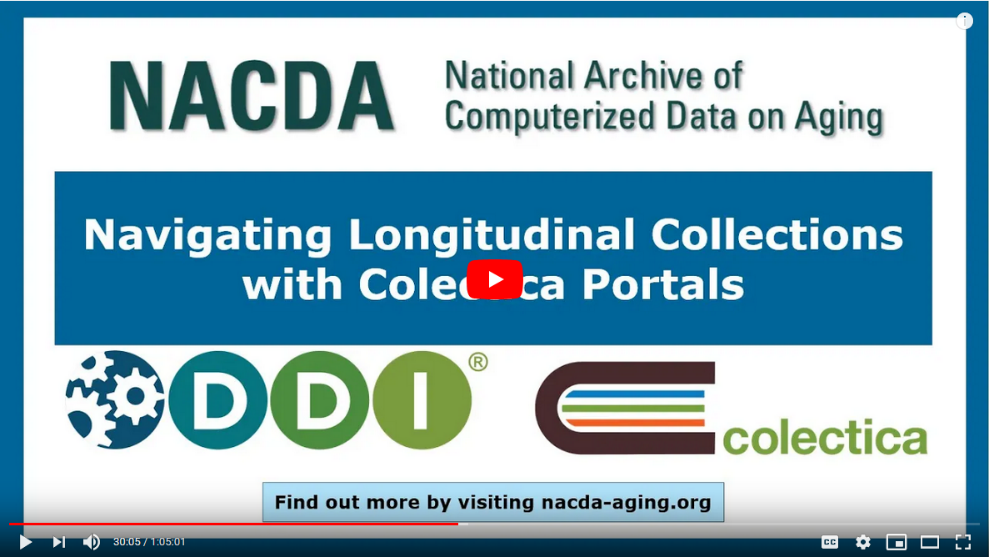 NACDA
National Archive of
Computerized Data on Aging
Navigating Longitudinal Collections
with Colectica Portals
DDI®
colectica
Find out more by visiting nacda-aging.org
30:05 / 1:05:01
CC